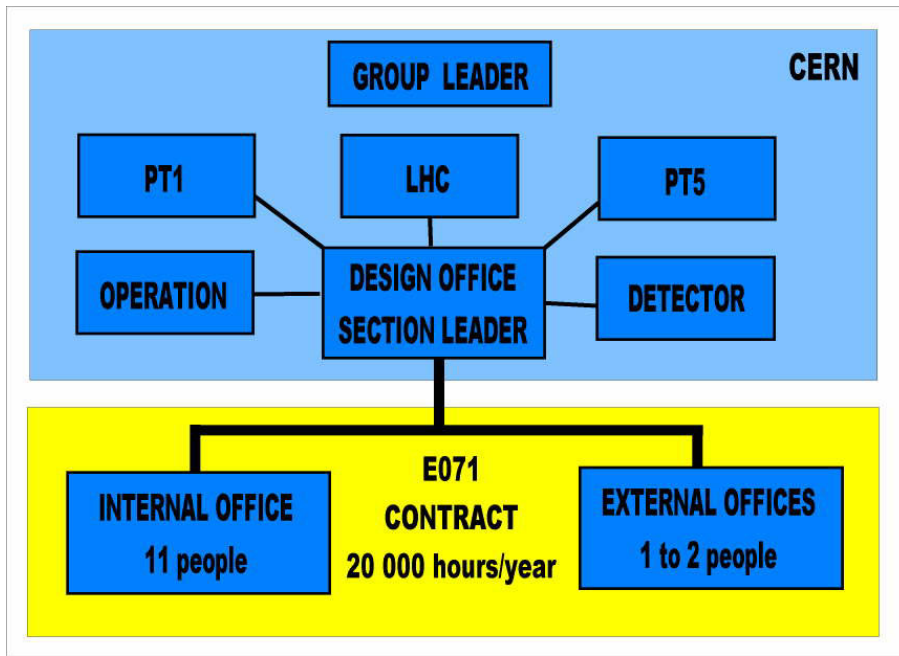 GROUP LEADER
CERN
PT1
LHC
PT5
OPERATION
DESIGN OFFICE
SECTION LEADER
DETECTOR
INTERNAL OFFICE
11 people
E071
CONTRACT
20 000 hours/year
EXTERNAL OFFICES
1 to 2 people